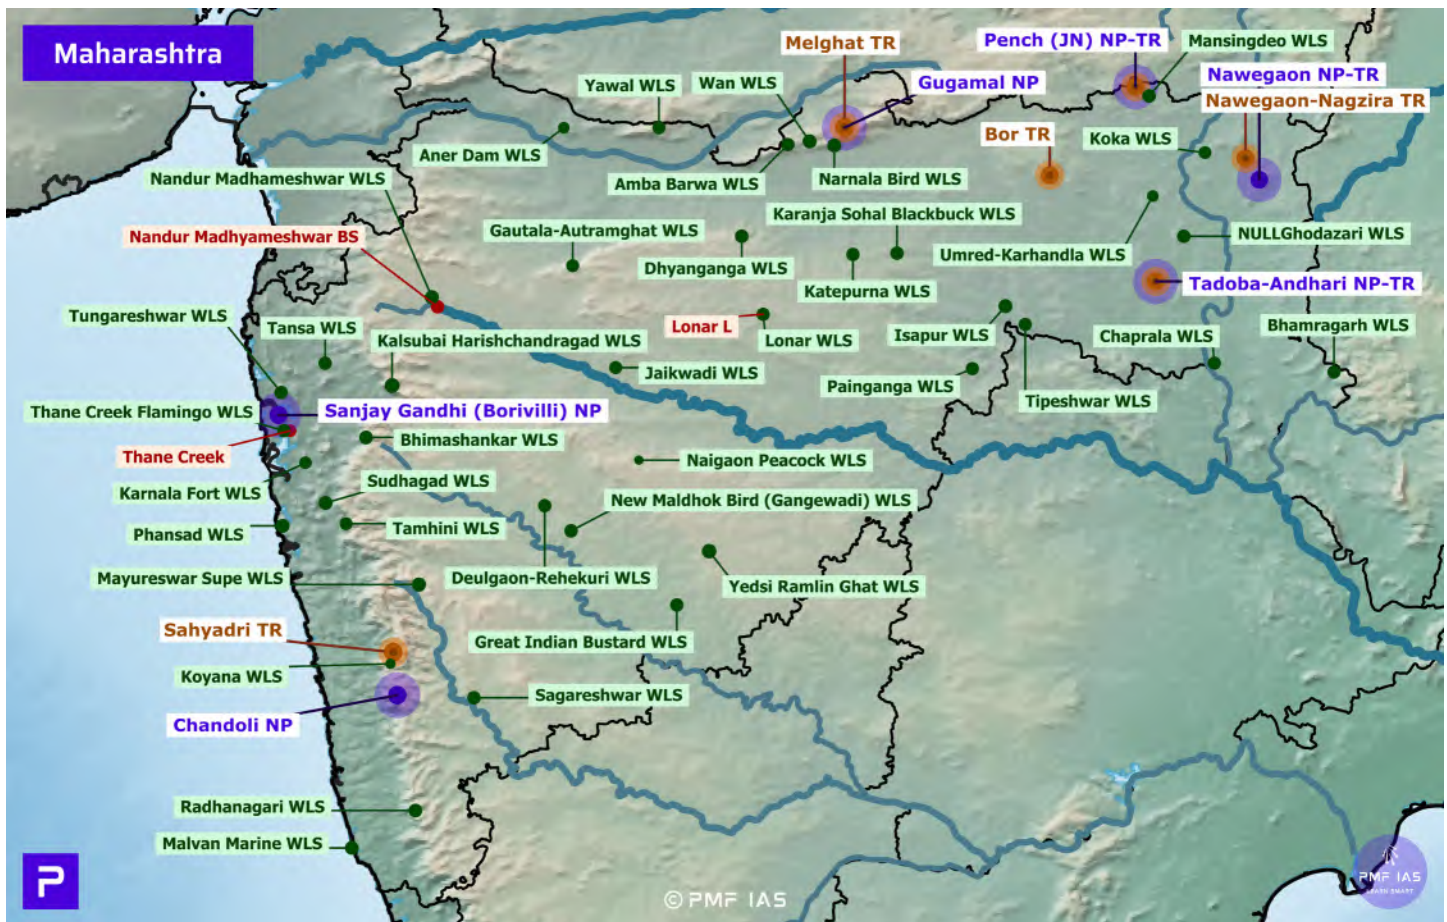 Maharashtra
Melghat TR
Pench (JN) NP-TR
Mansingdeo WLS
Gugamal NP
Nawegaon NP-TR
Yawal WLS
Wan WLS
Nawegaon-Nagzira TR
Bor TR
Koka WLS
Aner Dam WLS
Nandur Madhameshwar WLS
Amba Barwa WLS
Narnala Bird WLS
Karanja Sohal Blackbuck WLS
Nandur Madhyameshwar BS
Gautala-Autramghat WLS
NULLGhodazari WLS
Umred-Karhandla WLS
Dhyanganga WLS
Katepurna WLS
Tadoba-Andhari NP-TR
Tungareshwar WLS
Tansa WLS
Lonar L
Lonar WLS
Isapur WLS
Chaprala WLS
Bhamragarh WLS
Kalsubai Harishchandragad WLS
Jaikwadi WLS
Painganga WLS
Tipeshwar WLS
Thane Creek Flamingo WLS
Sanjay Gandhi (Borivilli) NP
Bhimashankar WLS
Thane Creek
Naigaon Peacock WLS
Karnala Fort WLS
Sudhagad WLS
New Maldhok Bird (Gangewadi) WLS
Phansad WLS
Tamhini WLS
Mayureswar Supe WLS
Deulgaon-Rehekuri WLS
Yedsi Ramlin Ghat WLS
Sahyadri TR
Great Indian Bustard WLS
Koyana WLS
Sagareshwar WLS
Chandoli NP
Radhanagari WLS
Malvan Marine WLS
P
© PMF IAS
PMF IAS
LEARN SMART